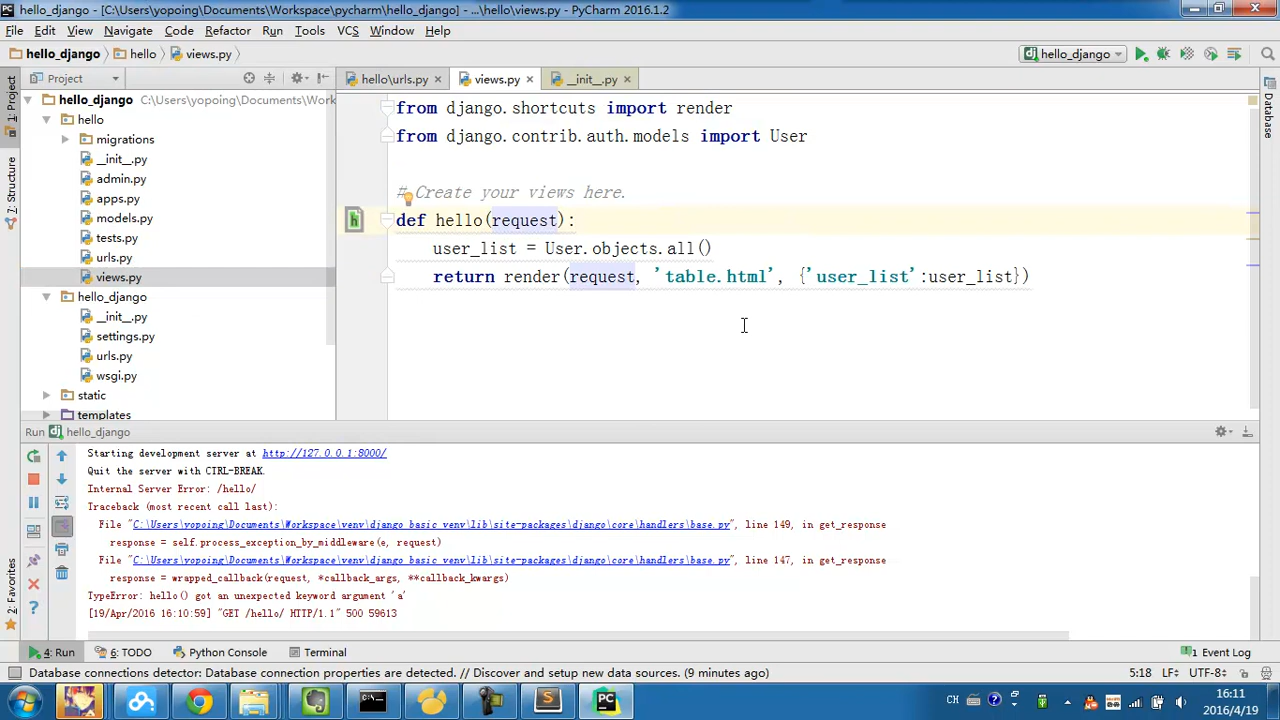 hello_django - [C:\Users\yopoing\Documents\Workspace\pycharm\hello_django] - ...\hello\views.py - PyCharm 2016.1.2
File Edit View Navigate Code Refactor Run Tools VCS Window Help
hello_django hello views.py hello_django
Project hello\urls.py views.py __init__.py
1: Project
7: Structure
2: Favorites
Database
hello_django C:\Users\yopoing\Documents\Work
hello
migrations
__init__.py
admin.py
apps.py
models.py
tests.py
urls.py
views.py
hello_django
__init__.py
settings.py
urls.py
wsgi.py
static
templates
from django.shortcuts import render
from django.contrib.auth.models import User
# Create your views here.
def hello(request):
user_list = User.objects.all()
return render(request, 'table.html', {'user_list':user_list})
Run hello_django
Starting development server at http://127.0.0.1:8000/
Quit the server with CTRL-BREAK.
Internal Server Error: /hello/
Traceback (most recent call last):
File "C:\Users\yopoing\Documents\Workspace\venv\django_basic_venv\lib\site-packages\django\core\handlers\base.py", line 149, in get_response
response = self.process_exception_by_middleware(e, request)
File "C:\Users\yopoing\Documents\Workspace\venv\django_basic_venv\lib\site-packages\django\core\handlers\base.py", line 147, in get_response
response = wrapped_callback(request, *callback_args, **callback_kwargs)
TypeError: hello() got an unexpected keyword argument 'a'
[19/Apr/2016 16:10:59] "GET /hello/ HTTP/1.1" 500 59613
4: Run 6: TODO Python Console Terminal 1 Event Log
Database connections detector: Database connection properties are detected. // Discover and setup new data sources. (9 minutes ago) 5:18 LF UTF-8
CH 16:11
2016/4/19